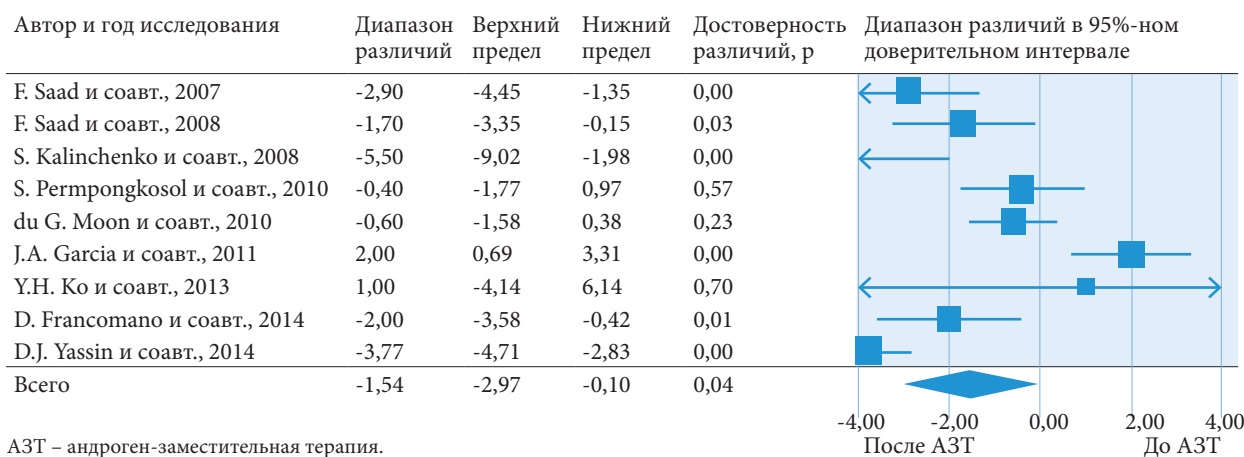 Автор и год исследования Диапазон Верхний Нижний Достоверность Диапазон различий в 95%-ном
различий предел предел различий, p доверительном интервале
F. Saad и соавт., 2007 -2,90 -4,45 -1,35 0,00
F. Saad и соавт., 2008 -1,70 -3,35 -0,15 0,03
S. Kalinchenko и соавт., 2008 -5,50 -9,02 -1,98 0,00
S. Permpongkosol и соавт., 2010 -0,40 -1,77 0,97 0,57
du G. Moon и соавт., 2010 -0,60 -1,58 0,38 0,23
J.A. Garcia и соавт., 2011 2,00 0,69 3,31 0,00
Y.H. Ko и соавт., 2013 1,00 -4,14 6,14 0,70
D. Francomano и соавт., 2014 -2,00 -3,58 -0,42 0,01
D.J. Yassin и соавт., 2014 -3,77 -4,71 -2,83 0,00
Всего -1,54 -2,97 -0,10 0,04
-4,00 -2,00 0,00 2,00 4,00
АЗТ – андроген-заместительная терапия. После АЗТ До АЗТ